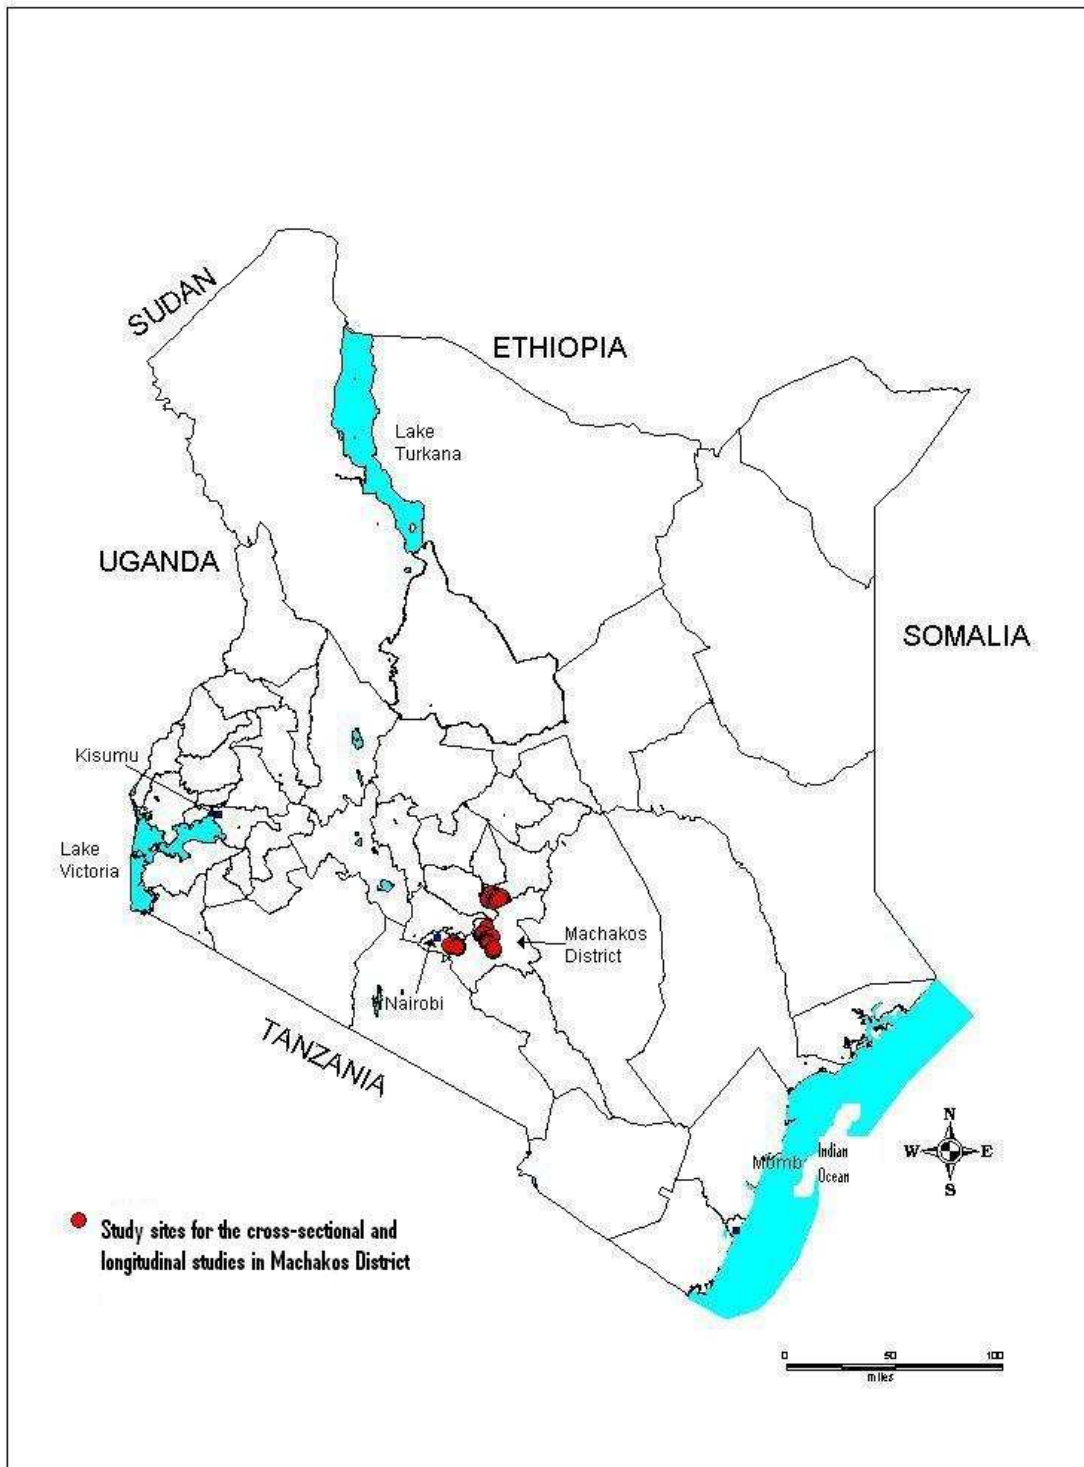 SUDAN
ETHIOPIA
Lake
Turkana
UGANDA
SOMALIA
Kisumu
Lake
Victoria
Machakos
District
Nairobi
TANZANIA
N
W E
S
Momb
Indian
Ocean
Study sites for the cross-sectional and
longitudinal studies in Machakos District
0 50 100
miles